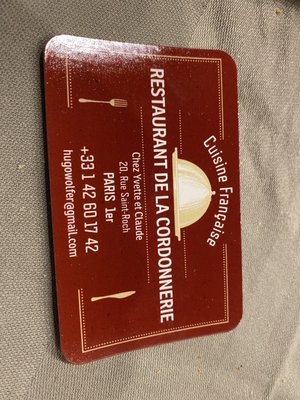 Cuisine Française
RESTAURANT DE LA CORDONNERIE
Chez Yvette et Claude
20, Rue Saint-Roch
PARIS 1er
+33 1 42 60 17 42
hugowolfer@gmail.com